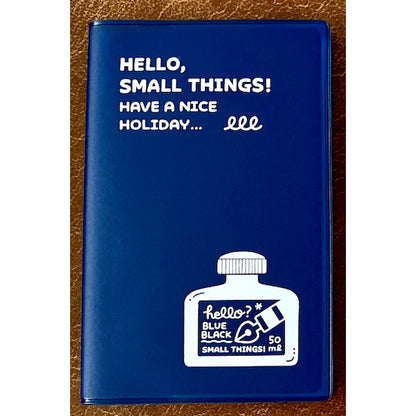 HELLO,
SMALL THINGS!
HAVE A NICE
HOLIDAY...
hello?*
BLUE
BLACK
50
ml
SMALL THINGS!